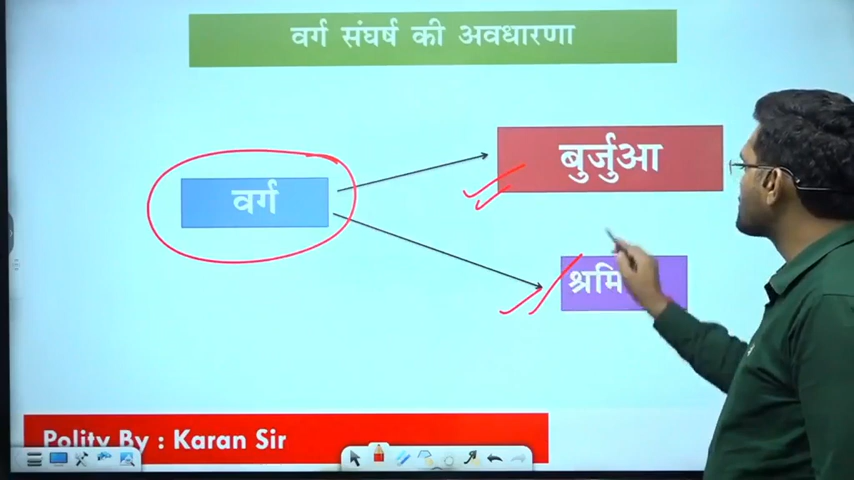 वर्ग संघर्ष की अवधारणा
बुर्जुआ
वर्ग
Polity By : Karan Sir